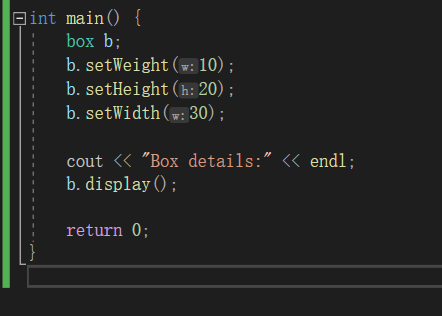 int main() {
box b;
b.setWeight(w:10);
b.setHeight(h:20);
b.setWidth(w:30);
cout << "Box details:" << endl;
b.display();
return 0;
}